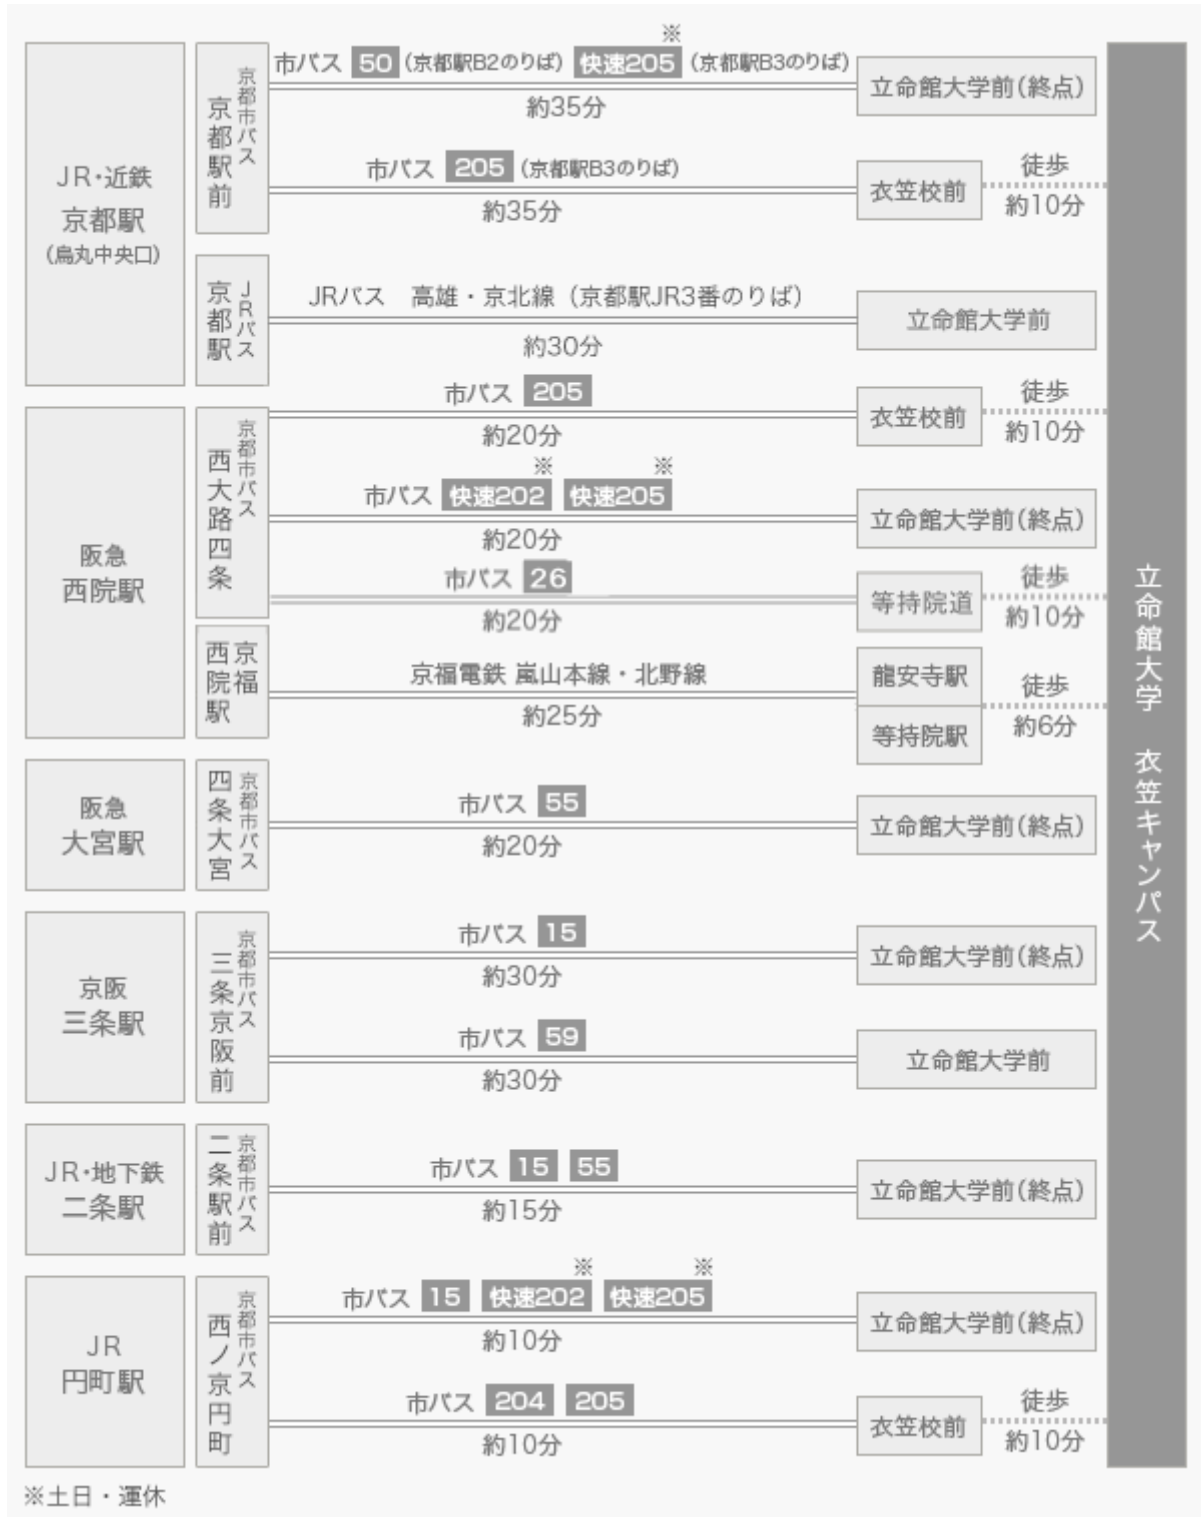 JR・近鉄
京都駅
(烏丸中央口)
京都市バス
京都駅前
※
市バス 50 (京都駅B2のりば) 快速205 (京都駅B3のりば)
約35分
立命館大学前(終点)
市バス 205 (京都駅B3のりば)
約35分
衣笠校前
徒歩
約10分
JRバス
京都駅
JRバス 高雄・京北線(京都駅JR3番のりば)
約30分
立命館大学前
阪急
西院駅
京都市バス
西大路四条
市バス 205
約20分
衣笠校前
徒歩
約10分
※ ※
市バス 快速202 快速205
約20分
立命館大学前(終点)
市バス 26
約20分
等持院道
徒歩
約10分
京福
西院駅
京福電鉄 嵐山本線・北野線
約25分
龍安寺駅
等持院駅
徒歩
約6分
阪急
大宮駅
京都市バス
四条大宮
市バス 55
約20分
立命館大学前(終点)
京阪
三条駅
京都市バス
三条京阪前
市バス 15
約30分
立命館大学前(終点)
市バス 59
約30分
立命館大学前
JR・地下鉄
二条駅
京都市バス
二条駅前
市バス 15 55
約15分
立命館大学前(終点)
JR
円町駅
京都市バス
西ノ京円町
※ ※
市バス 15 快速202 快速205
約10分
立命館大学前(終点)
市バス 204 205
約10分
衣笠校前
徒歩
約10分
立命館大学 衣笠キャンパス
※土日・運休